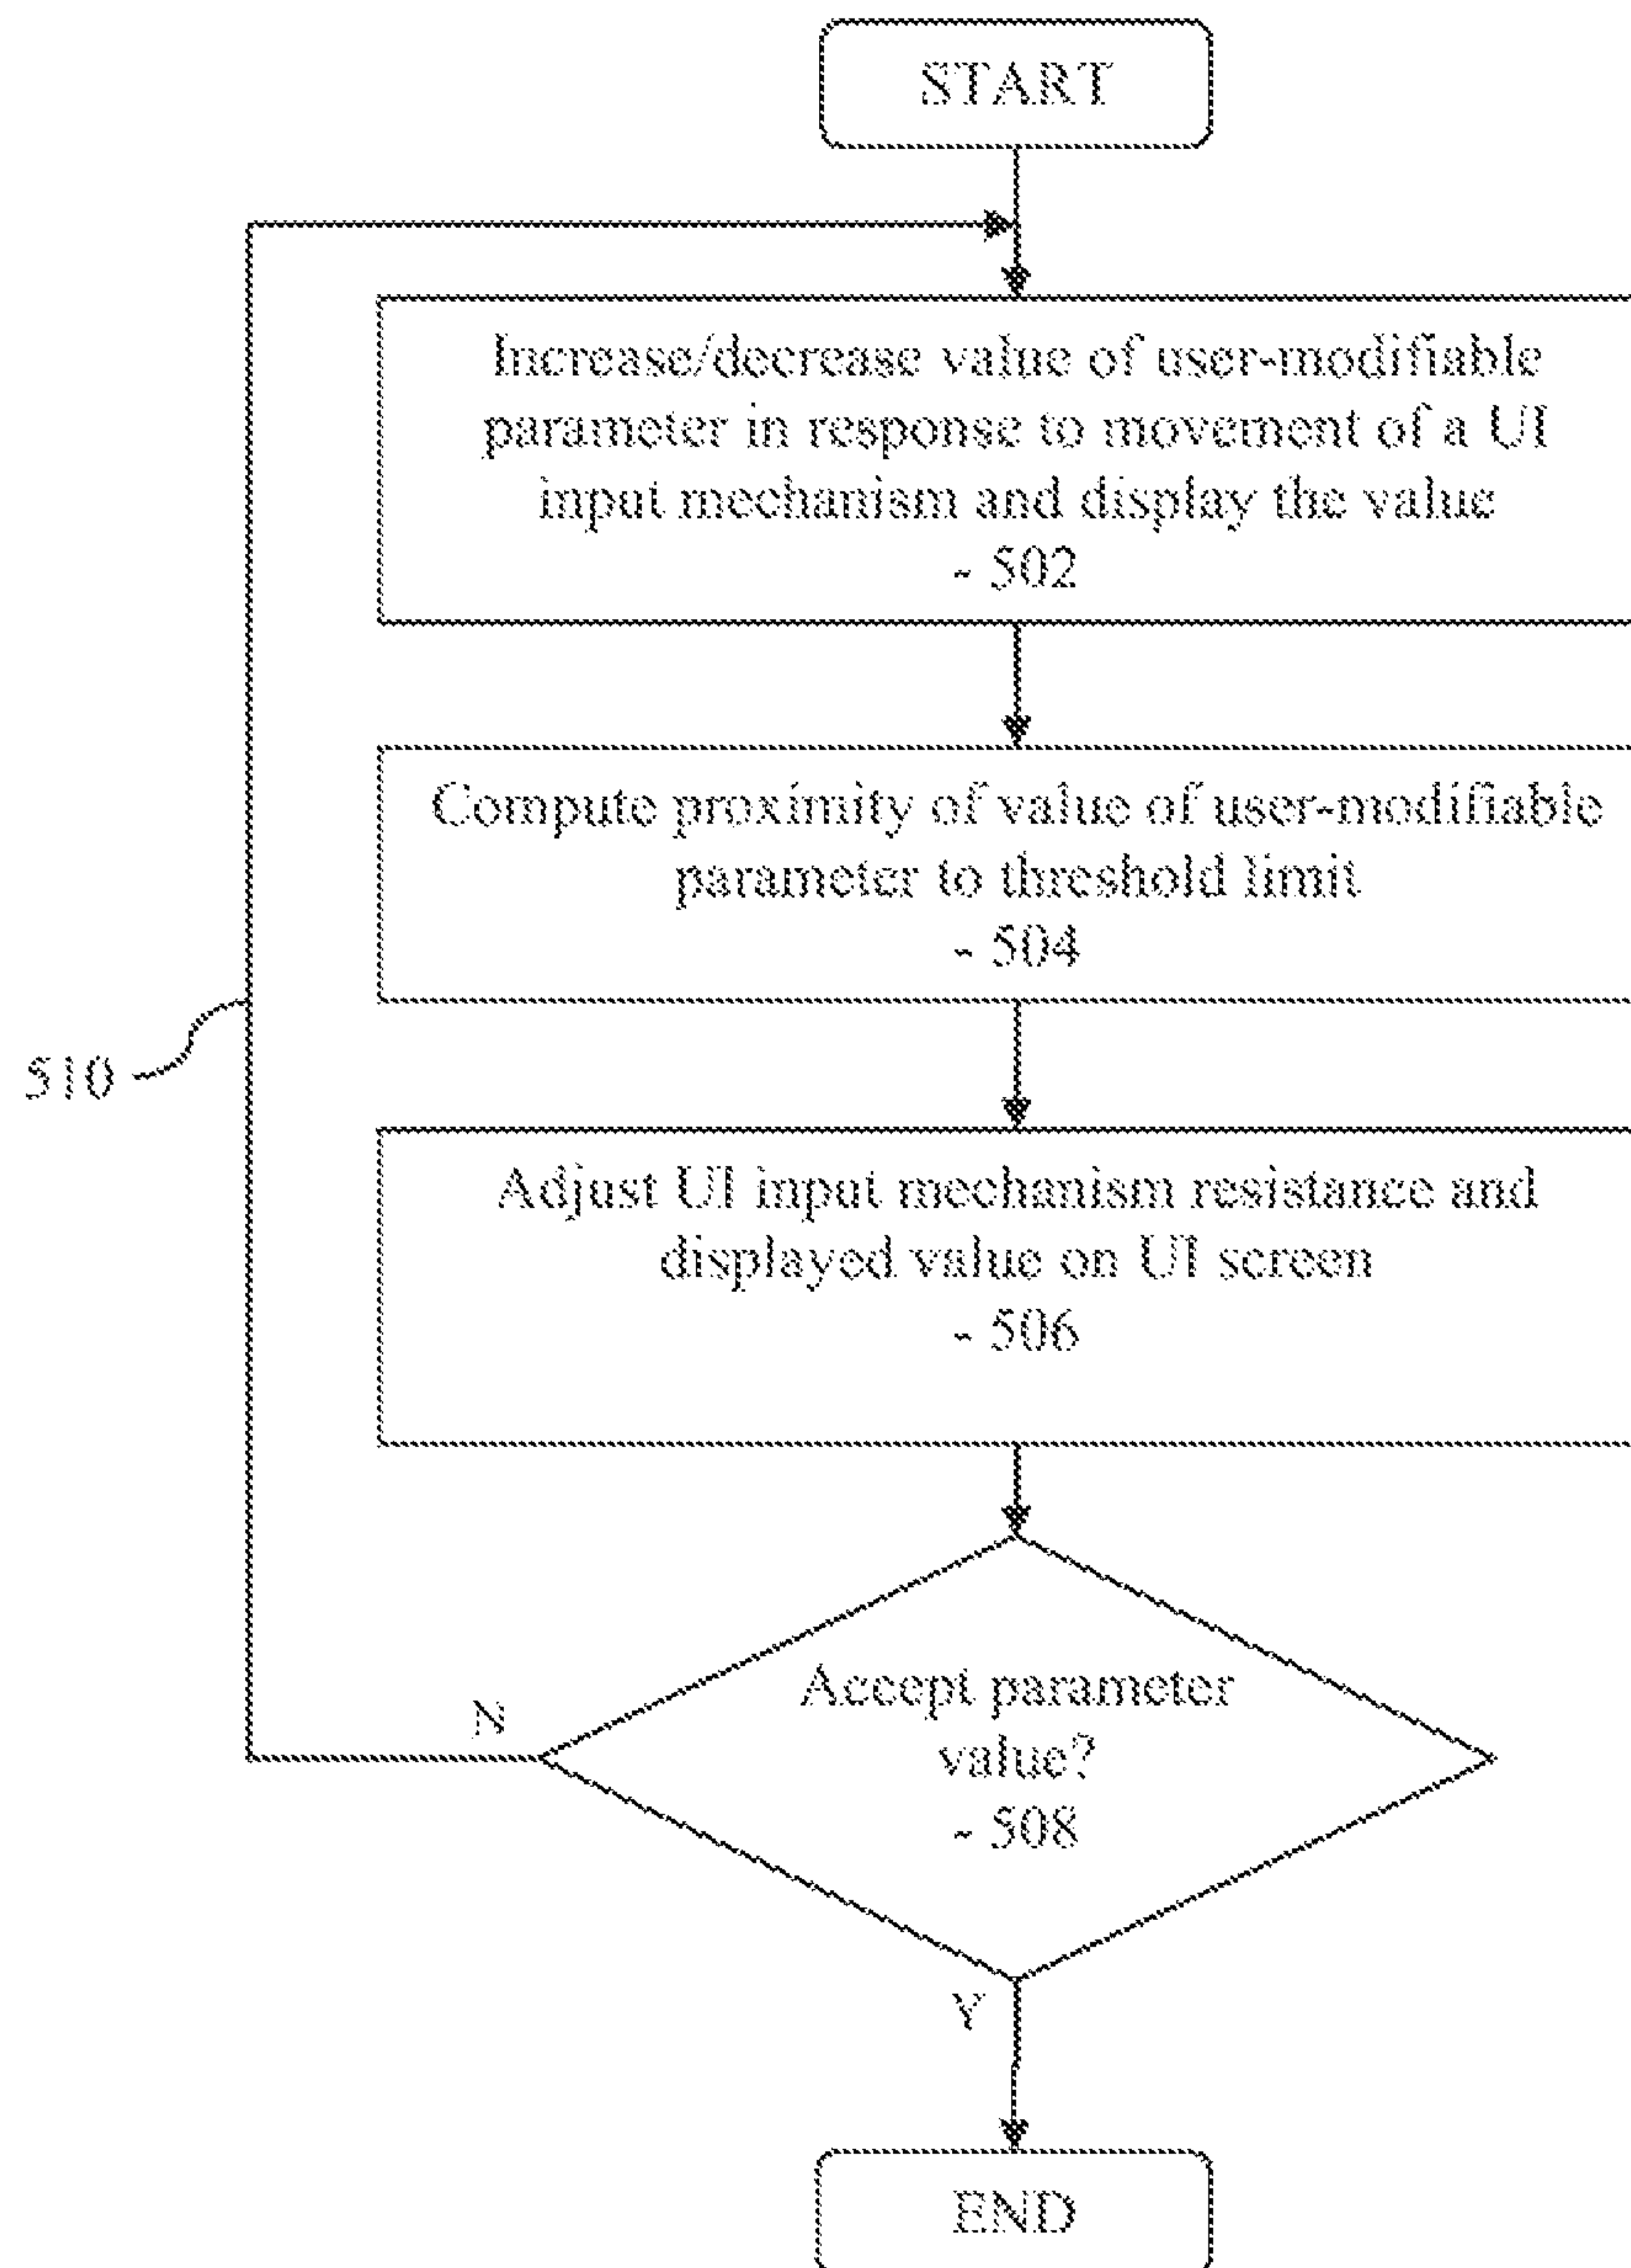 START
Increase/decrease value of user-modifiable
parameter in response to movement of a UI
input mechanism and display the value
- 502
Compute proximity of value of user-modifiable
parameter to threshold limit
- 504
510
Adjust UI input mechanism resistance and
displayed value on UI screen
- 506
Accept parameter
value?
- 508
N
Y
END